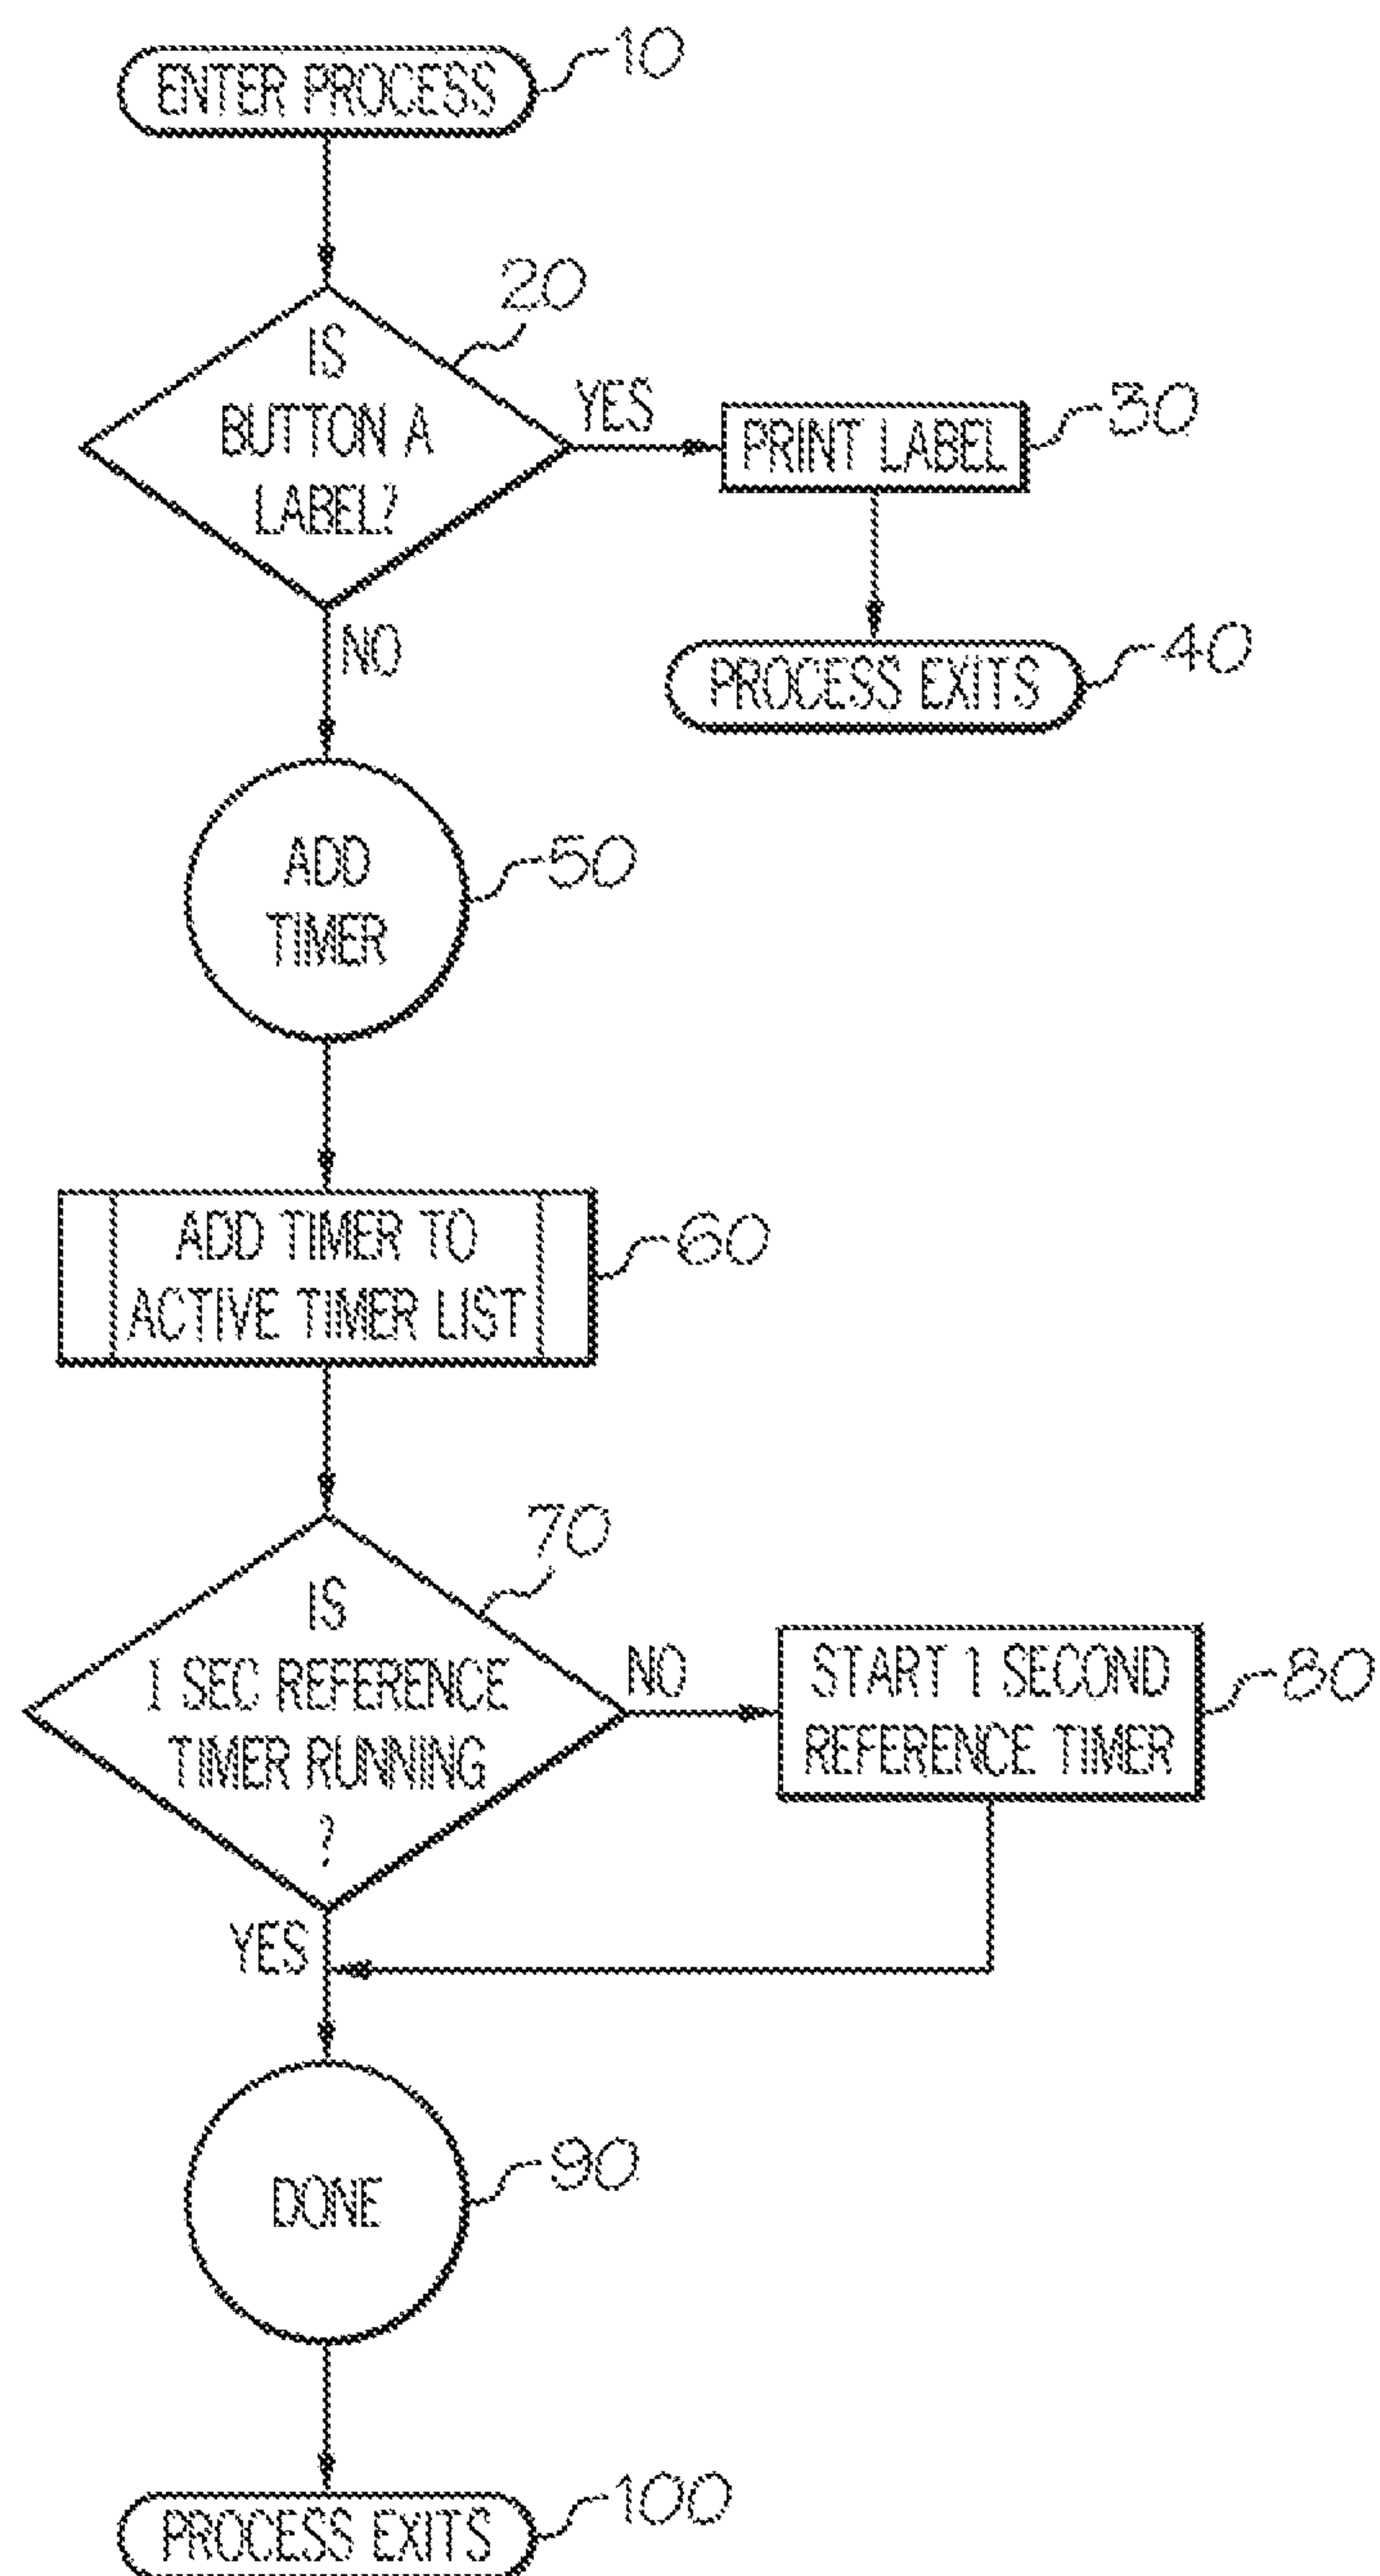 ENTER PROCESS
10
IS
BUTTON A
LABEL?
20
YES
PRINT LABEL
30
PROCESS EXITS
40
NO
ADD
TIMER
50
ADD TIMER TO
ACTIVE TIMER LIST
60
IS
1 SEC REFERENCE
TIMER RUNNING
?
70
NO
START 1 SECOND
REFERENCE TIMER
80
YES
DONE
90
PROCESS EXITS
100